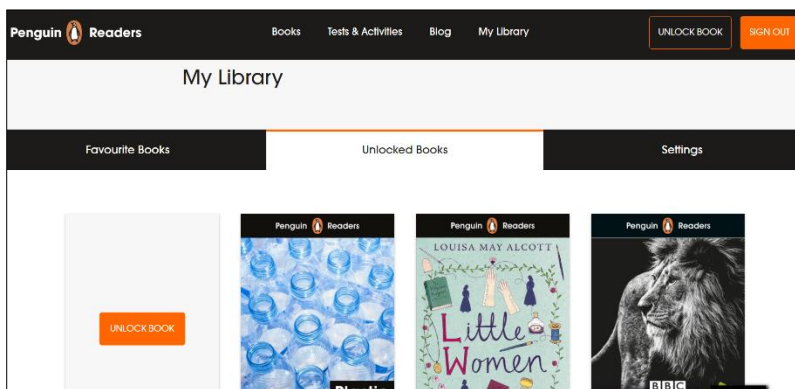 Penguin Readers
Books
Tests & Activities
Blog
My Library
UNLOCK BOOK
SIGN OUT
My Library
Favourite Books
Unlocked Books
Settings
UNLOCK BOOK
Penguin Readers
Plastic
Penguin Readers
LOUISA MAY ALCOTT
Little
Women
Penguin Readers
BBC